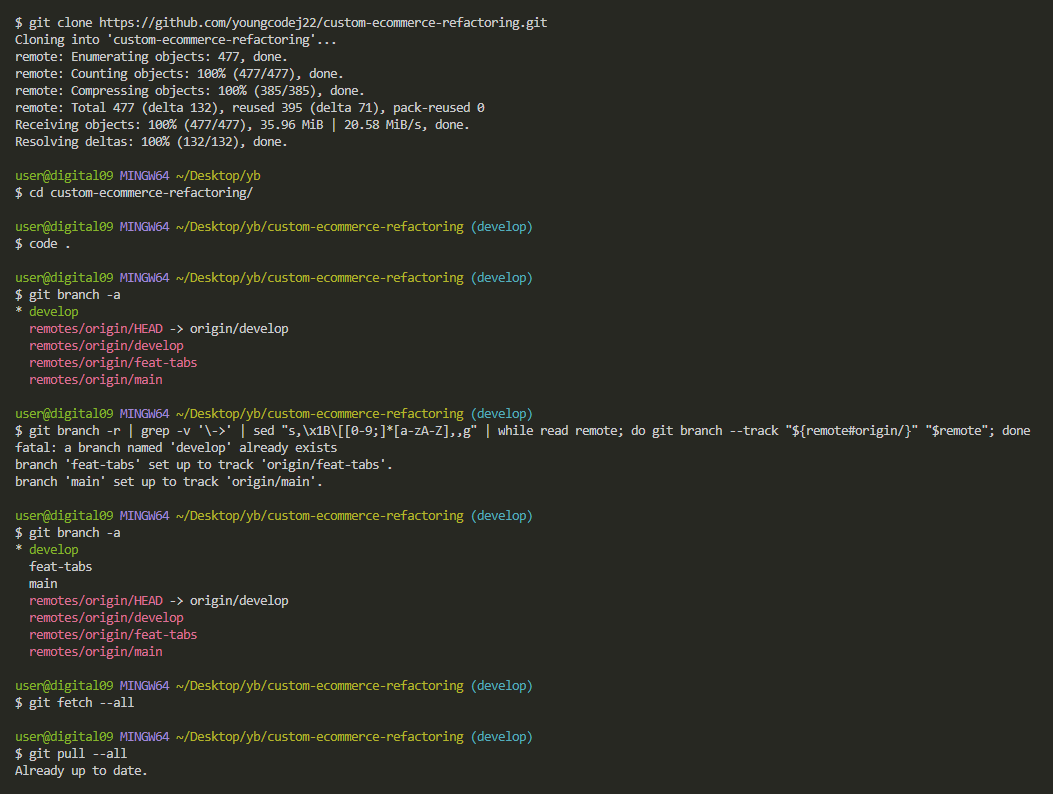 $ git clone https://github.com/youngcodej22/custom-ecommerce-refactoring.git
Cloning into 'custom-ecommerce-refactoring'...
remote: Enumerating objects: 477, done.
remote: Counting objects: 100% (477/477), done.
remote: Compressing objects: 100% (385/385), done.
remote: Total 477 (delta 132), reused 395 (delta 71), pack-reused 0
Receiving objects: 100% (477/477), 35.96 MiB | 20.58 MiB/s, done.
Resolving deltas: 100% (132/132), done.
user@digital09 MINGW64 ~/Desktop/yb
$ cd custom-ecommerce-refactoring/
user@digital09 MINGW64 ~/Desktop/yb/custom-ecommerce-refactoring (develop)
$ code .
user@digital09 MINGW64 ~/Desktop/yb/custom-ecommerce-refactoring (develop)
$ git branch -a
* develop
remotes/origin/HEAD -> origin/develop
remotes/origin/develop
remotes/origin/feat-tabs
remotes/origin/main
user@digital09 MINGW64 ~/Desktop/yb/custom-ecommerce-refactoring (develop)
$ git branch -r | grep -v '\->' | sed "s,\x1B\[[0-9;]*[a-zA-Z],,g" | while read remote; do git branch --track "${remote#origin/}" "$remote"; done
fatal: a branch named 'develop' already exists
branch 'feat-tabs' set up to track 'origin/feat-tabs'.
branch 'main' set up to track 'origin/main'.
user@digital09 MINGW64 ~/Desktop/yb/custom-ecommerce-refactoring (develop)
$ git branch -a
* develop
feat-tabs
main
remotes/origin/HEAD -> origin/develop
remotes/origin/develop
remotes/origin/feat-tabs
remotes/origin/main
user@digital09 MINGW64 ~/Desktop/yb/custom-ecommerce-refactoring (develop)
$ git fetch --all
user@digital09 MINGW64 ~/Desktop/yb/custom-ecommerce-refactoring (develop)
$ git pull --all
Already up to date.